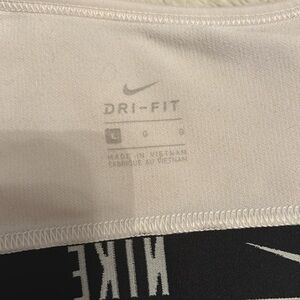 DRI-FIT
L G G
MADE IN VIETNAM
FABRIQUÉ AU VIETNAM
NIKE